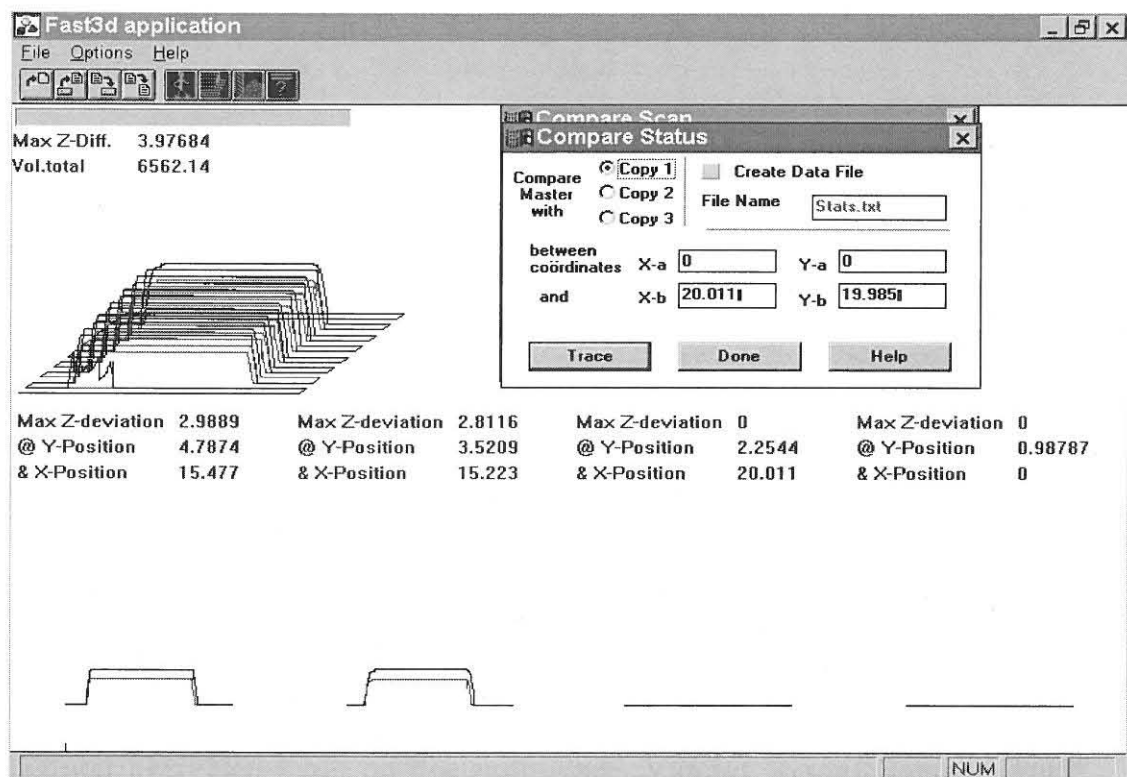 Fast3d application
File Options Help
Max Z-Diff. 3.97684
Vol.total 6562.14
Compare Scan
Compare Status
Compare Master with
Copy 1
Copy 2
Copy 3
Create Data File
File Name Stats.txt
between coördinates X-a 0 Y-a 0
and X-b 20.011 Y-b 19.985
Trace Done Help
Max Z-deviation 2.9889 Max Z-deviation 2.8116 Max Z-deviation 0 Max Z-deviation 0
@ Y-Position 4.7874 @ Y-Position 3.5209 @ Y-Position 2.2544 @ Y-Position 0.98787
& X-Position 15.477 & X-Position 15.223 & X-Position 20.011 & X-Position 0
NUM